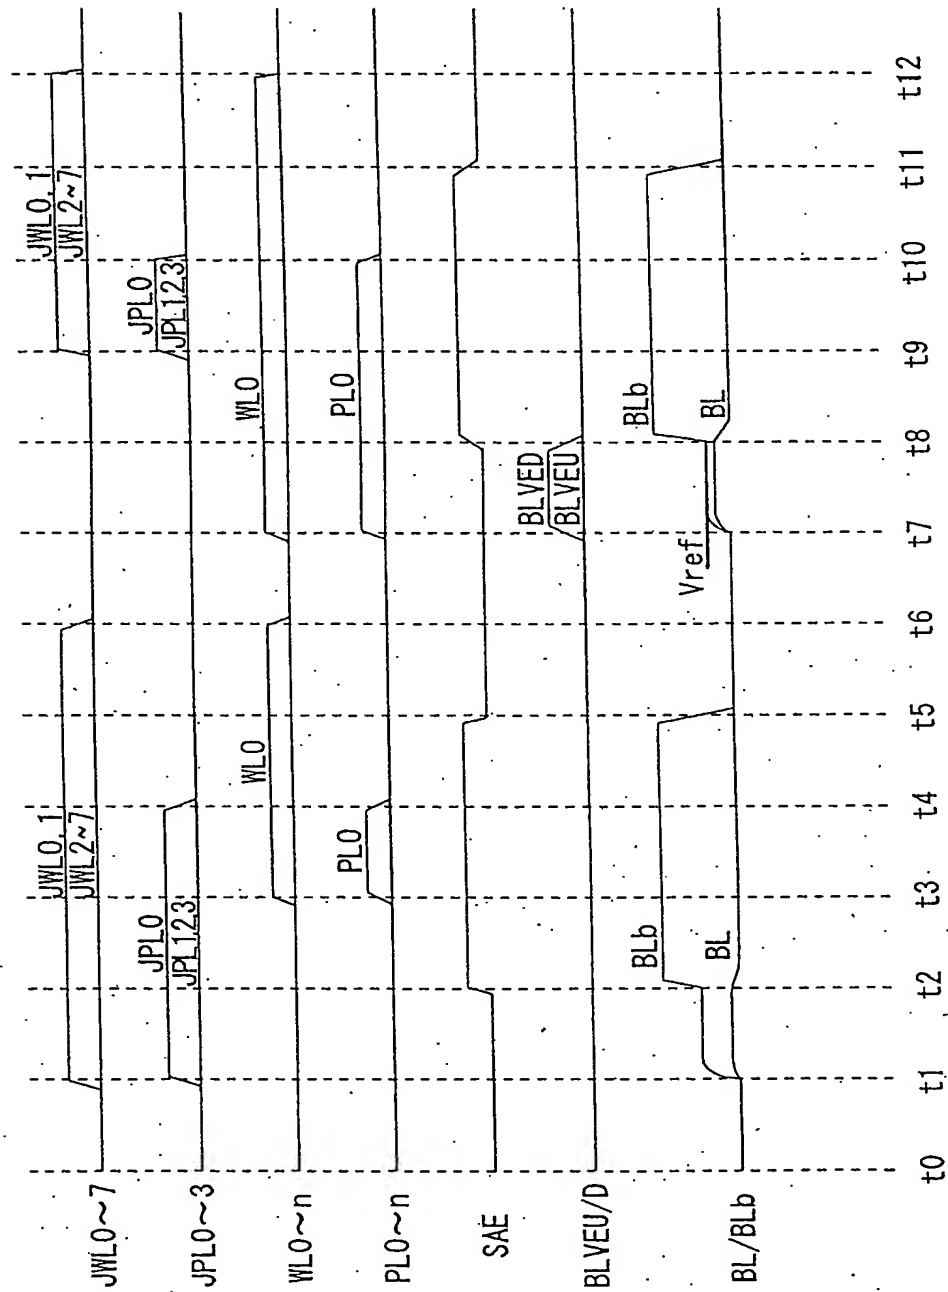 JWL0~7
JWL0, 1
JWL2~7
JWL0, 1
JWL2~7
JPL0~3
JPL0
JPL1,2,3
JPL0
JPL1,2,3
WL0~n
WL0
WL0
PL0~n
PL0
PL0
SAE
BLVEU/D
BLVED
BLVEU
BL/BLb
BLb
BL
Vref
BLb
BL
t0 t1 t2 t3 t4 t5 t6 t7 t8 t9 t10 t11 t12